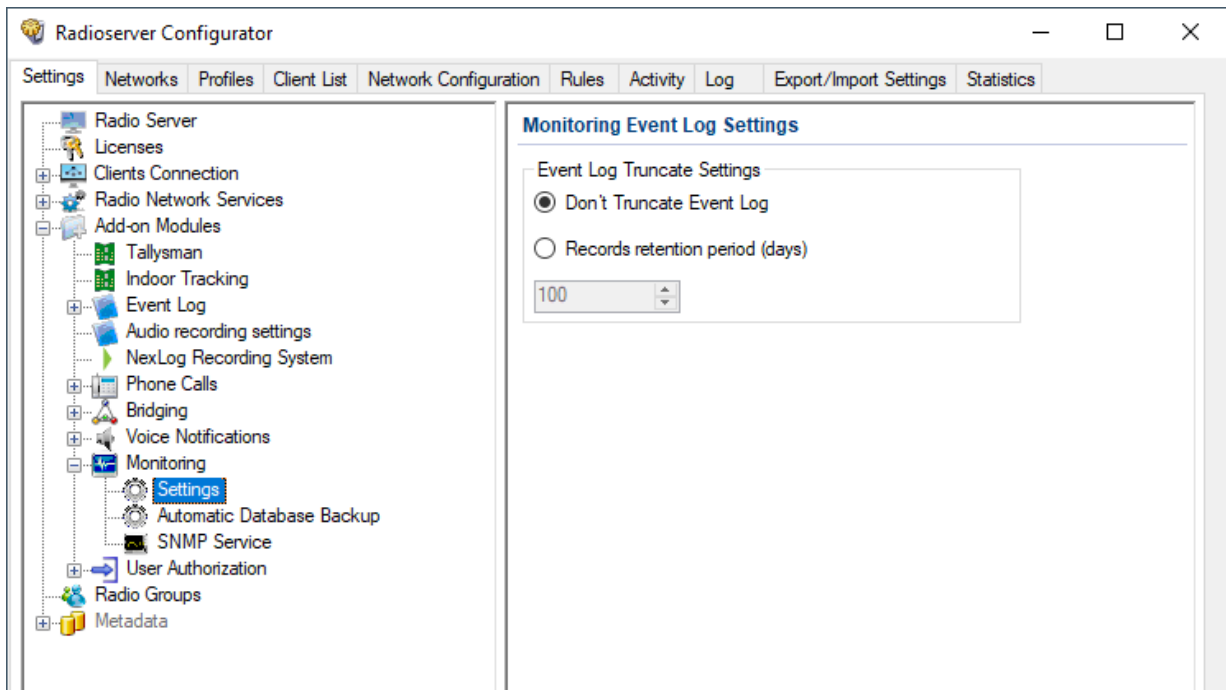 Radioserver Configurator
Settings Networks Profiles Client List Network Configuration Rules Activity Log Export/Import Settings Statistics
Radio Server
Licenses
Clients Connection
Radio Network Services
Add-on Modules
Tallysman
Indoor Tracking
Event Log
Audio recording settings
NexLog Recording System
Phone Calls
Bridging
Voice Notifications
Monitoring
Settings
Automatic Database Backup
SNMP Service
User Authorization
Radio Groups
Metadata
Monitoring Event Log Settings
Event Log Truncate Settings
Don't Truncate Event Log
Records retention period (days)
100